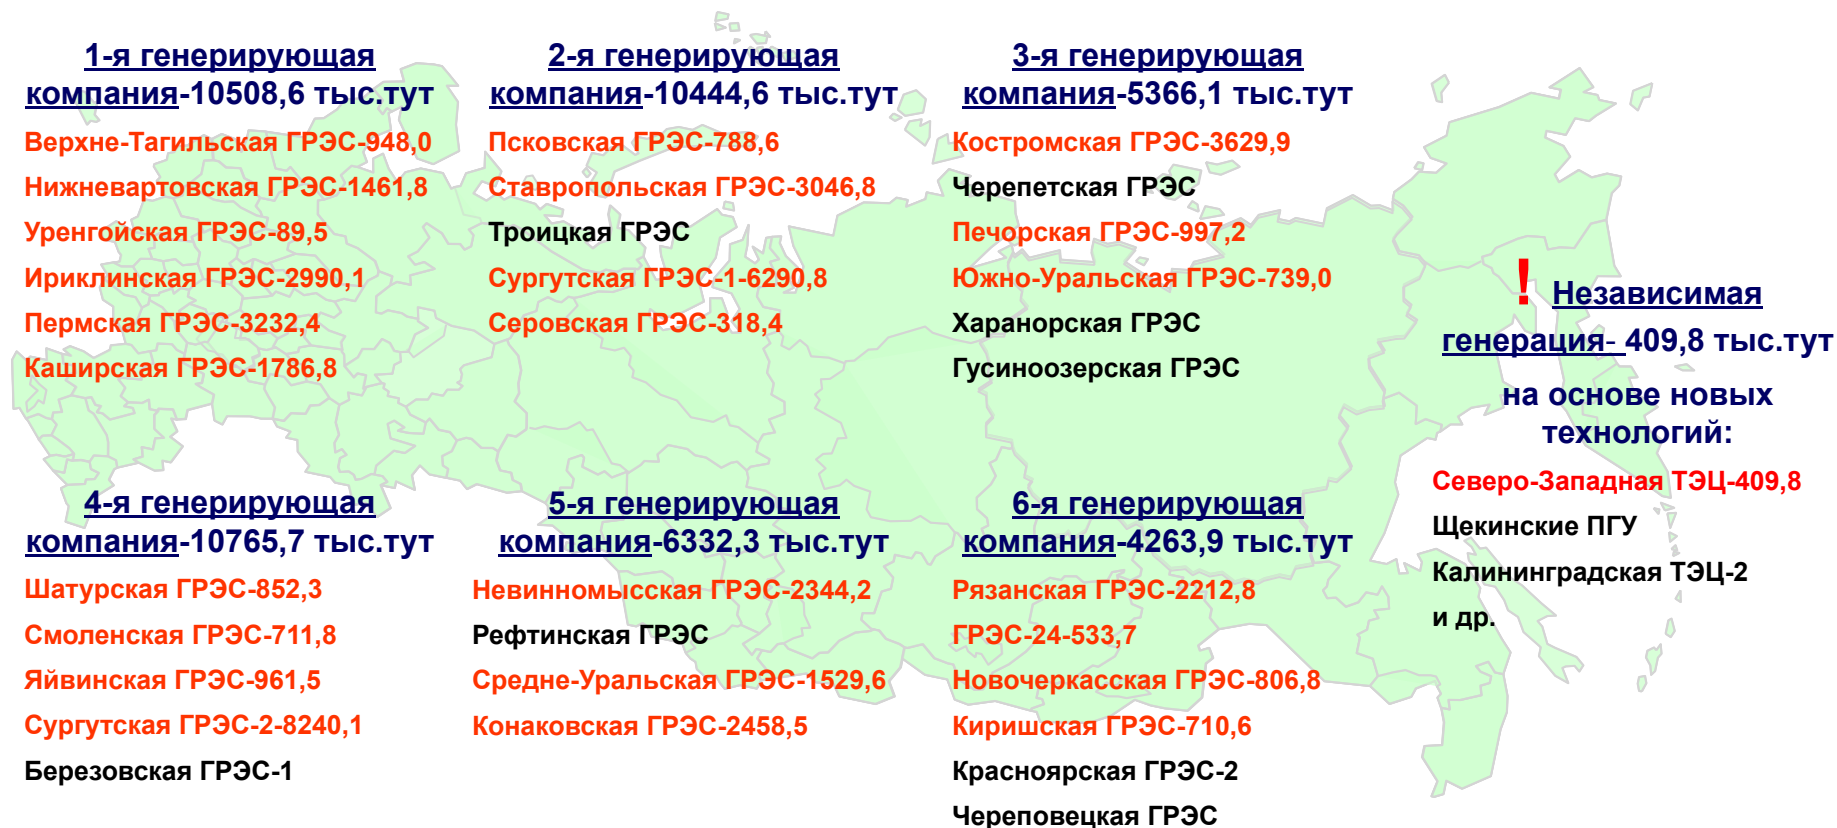 1-я генерирующая
компания-10508,6 тыс.тут
Верхне-Тагильская ГРЭС-948,0
Нижневартовская ГРЭС-1461,8
Уренгойская ГРЭС-89,5
Ириклинская ГРЭС-2990,1
Пермская ГРЭС-3232,4
Каширская ГРЭС-1786,8
2-я генерирующая
компания-10444,6 тыс.тут
Псковская ГРЭС-788,6
Ставропольская ГРЭС-3046,8
Троицкая ГРЭС
Сургутская ГРЭС-1-6290,8
Серовская ГРЭС-318,4
3-я генерирующая
компания-5366,1 тыс.тут
Костромская ГРЭС-3629,9
Черепетская ГРЭС
Печорская ГРЭС-997,2
Южно-Уральская ГРЭС-739,0
Харанорская ГРЭС
Гусиноозерская ГРЭС
! Независимая
генерация- 409,8 тыс.тут
на основе новых
технологий:
Северо-Западная ТЭЦ-409,8
Щекинские ПГУ
Калининградская ТЭЦ-2
и др.
4-я генерирующая
компания-10765,7 тыс.тут
Шатурская ГРЭС-852,3
Смоленская ГРЭС-711,8
Яйвинская ГРЭС-961,5
Сургутская ГРЭС-2-8240,1
Березовская ГРЭС-1
5-я генерирующая
компания-6332,3 тыс.тут
Невинномысская ГРЭС-2344,2
Рефтинская ГРЭС
Средне-Уральская ГРЭС-1529,6
Конаковская ГРЭС-2458,5
6-я генерирующая
компания-4263,9 тыс.тут
Рязанская ГРЭС-2212,8
ГРЭС-24-533,7
Новочеркасская ГРЭС-806,8
Киришская ГРЭС-710,6
Красноярская ГРЭС-2
Череповецкая ГРЭС